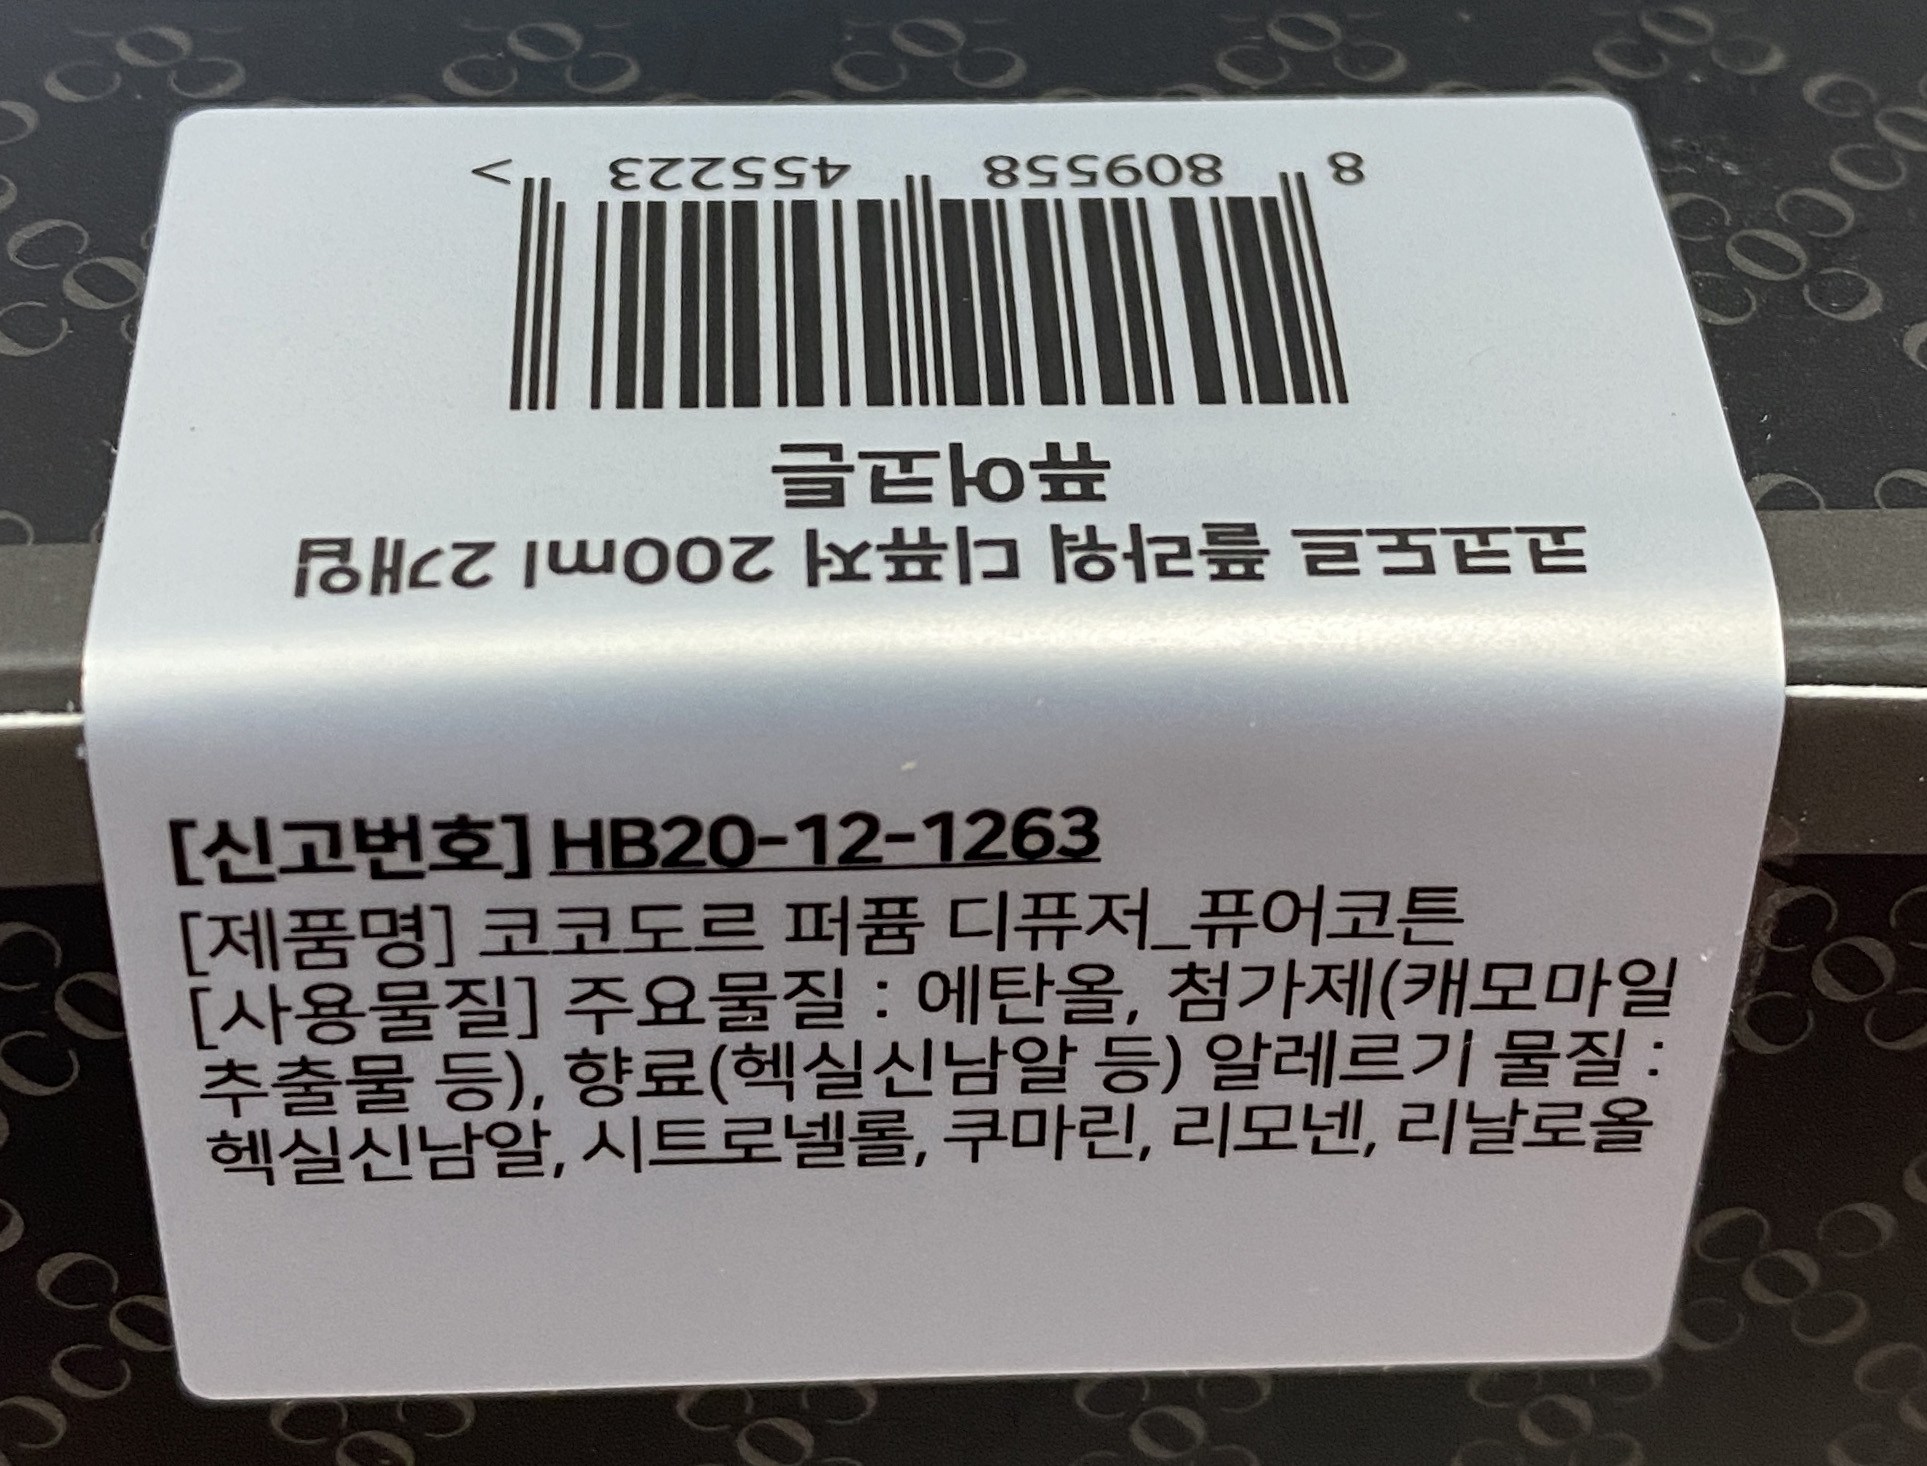 코코도르 플라워 디퓨저 200ml 2개입
퓨어코튼
8 809558 455223 >
[신고번호] HB20-12-1263
[제품명] 코코도르 퍼퓸 디퓨저_퓨어코튼
[사용물질] 주요물질 : 에탄올, 첨가제(캐모마일
추출물 등), 향료(헥실신남알 등) 알레르기 물질 :
헥실신남알, 시트로넬롤, 쿠마린, 리모넨, 리날로올